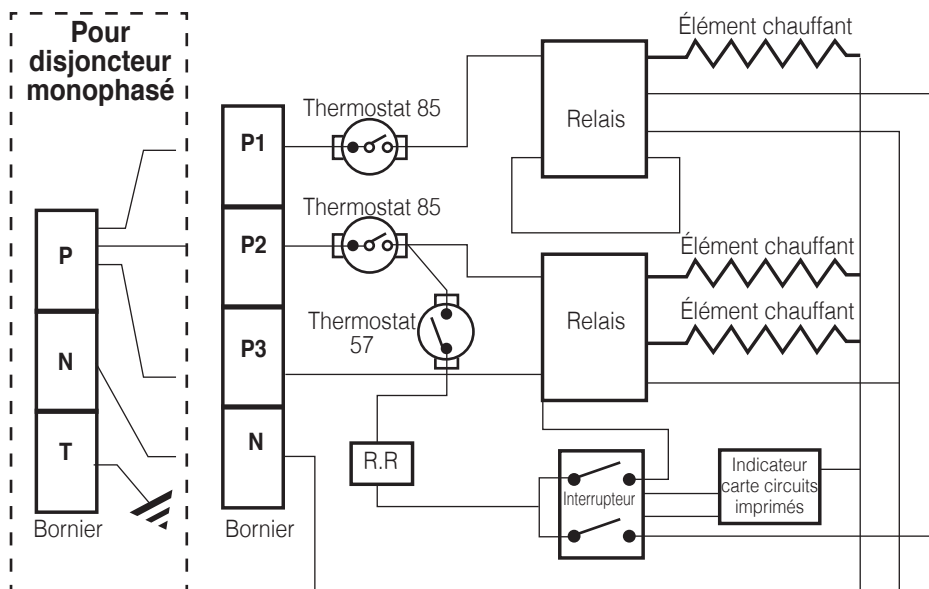 Pour
disjoncteur
monophasé
P
N
T
Bornier
P1
P2
P3
N
Bornier
Thermostat 85
Thermostat 85
Thermostat
57
R.R
Relais
Relais
Élément chauffant
Élément chauffant
Élément chauffant
Interrupteur
Indicateur
carte circuits
imprimés